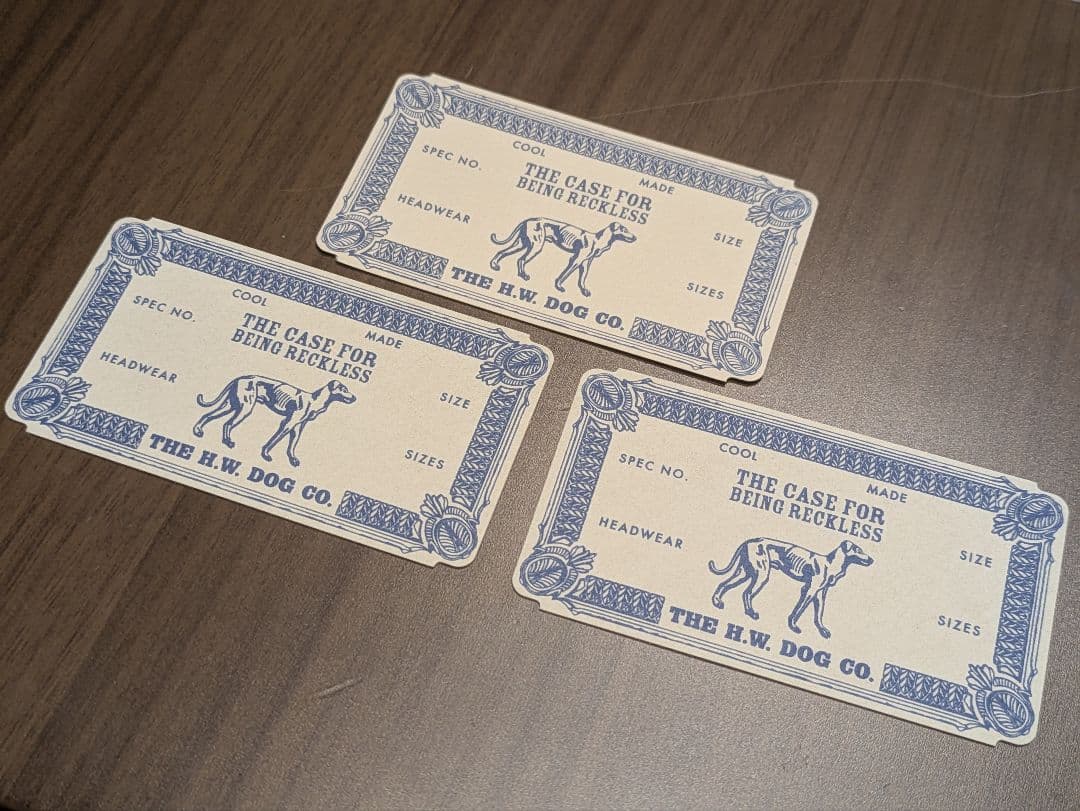 COOL
MADE
SPEC NO.
THE CASE FOR
BEING RECKLESS
HEADWEAR
SIZE
SIZES
THE H.W. DOG CO.
COOL
MADE
SPEC NO.
THE CASE FOR
BEING RECKLESS
HEADWEAR
SIZE
SIZES
THE H.W. DOG CO.
COOL
MADE
SPEC NO.
THE CASE FOR
BEING RECKLESS
HEADWEAR
SIZE
SIZES
THE H.W. DOG CO.